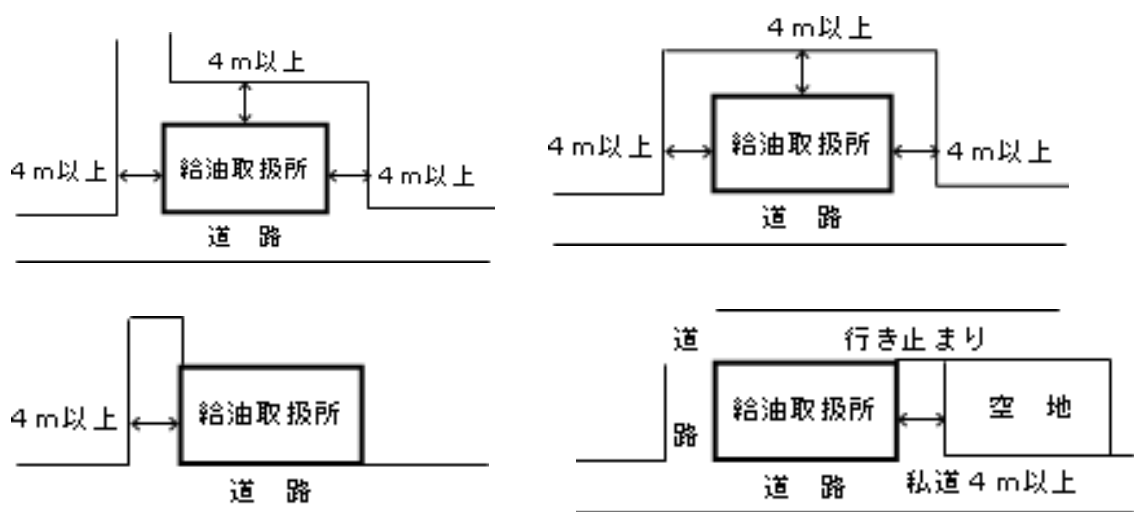 4m以上
4m以上
給油取扱所
4m以上
道 路
4m以上
4m以上
給油取扱所
4m以上
道 路
4m以上
給油取扱所
道 路
道
路
行き止まり
給油取扱所
空 地
道 路
私道4m以上